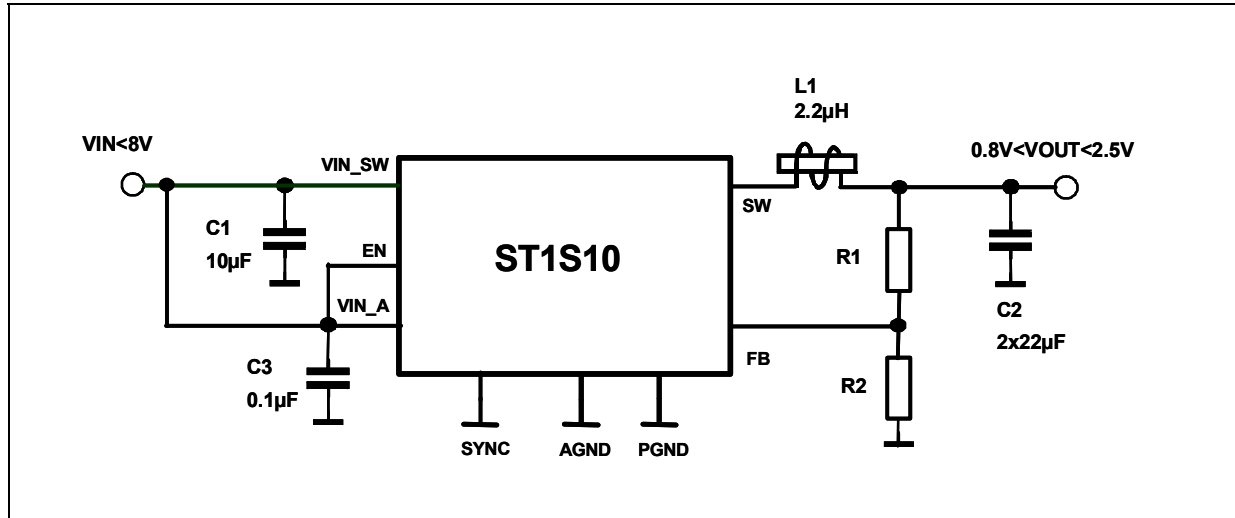 L1
2.2µH
VIN<8V
0.8V<VOUT<2.5V
VIN_SW
SW
C1
10µF
EN
ST1S10
R1
VIN_A
C2
2x22µF
FB
C3
0.1µF
R2
SYNC
AGND
PGND